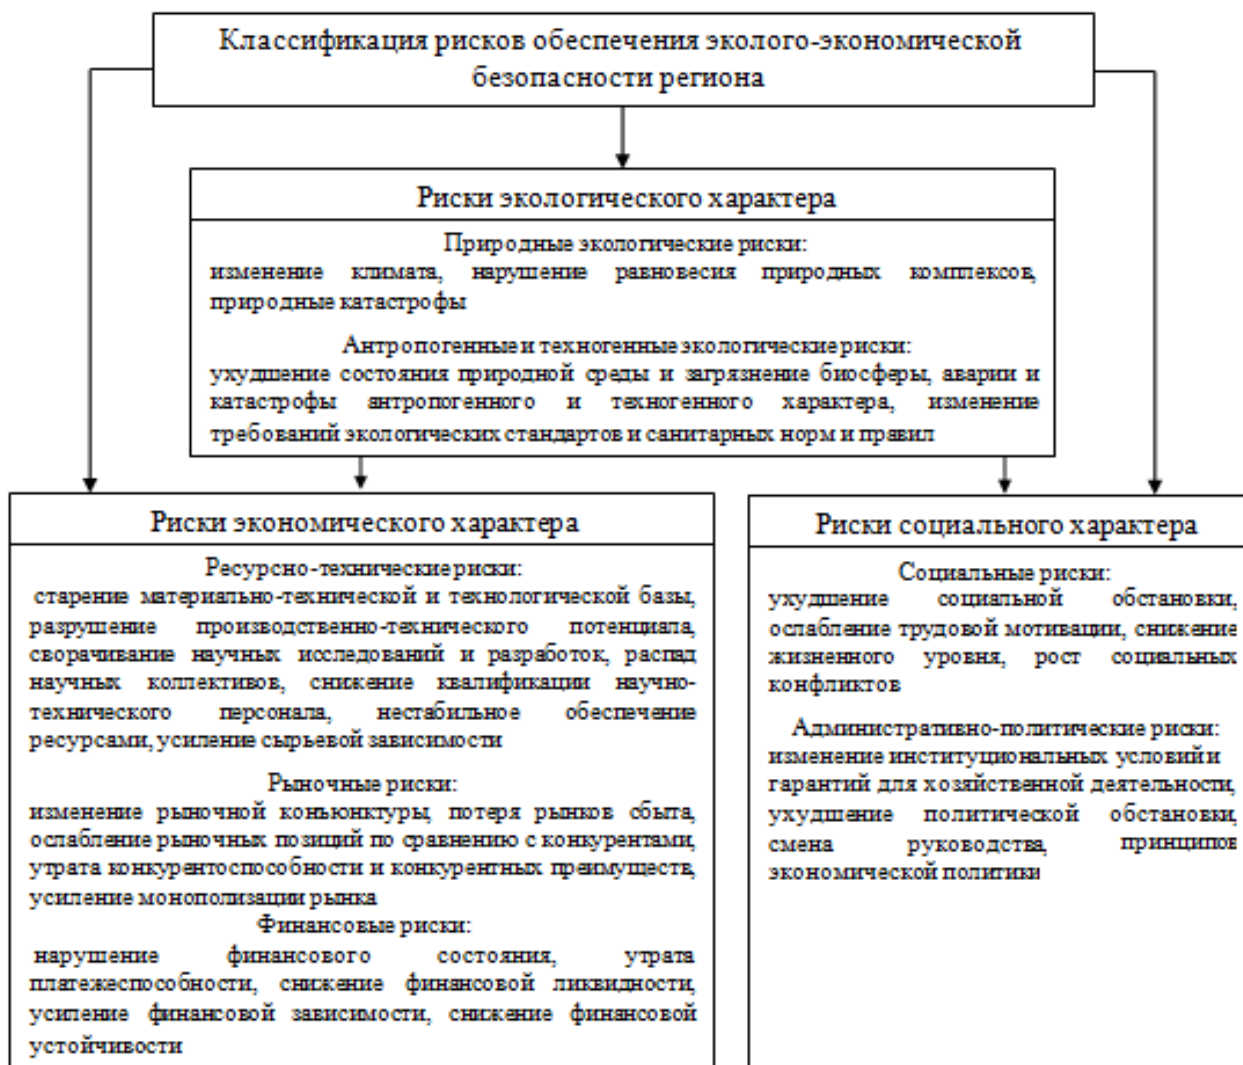 Классификация рисков обеспечения эколого-экономической
безопасности региона
Риски экологического характера
Природные экологические риски:
изменение климата, нарушение равновесия природных комплексов,
природные катастрофы
Антропогенные и техногенные экологические риски:
ухудшение состояния природной среды и загрязнение биосферы, аварии и
катастрофы антропогенного и техногенного характера, изменение
требований экологических стандартов и санитарных норм и правил
Риски экономического характера
Ресурсно-технические риски:
старение материально-технической и технологической базы,
разрушение производственно-технического потенциала,
сворачивание научных исследований и разработок, распад
научных коллективов, снижение квалификации научно-
технического персонала, нестабильное обеспечение
ресурсами, усиление сырьевой зависимости
Рыночные риски:
изменение рыночной конъюнктуры, потеря рынков сбыта,
ослабление рыночных позиций по сравнению с конкурентами,
утрата конкурентоспособности и конкурентных преимуществ,
усиление монополизации рынка
Финансовые риски:
нарушение финансового состояния, утрата
платежеспособности, снижение финансовой ликвидности,
усиление финансовой зависимости, снижение финансовой
устойчивости
Риски социального характера
Социальные риски:
ухудшение социальной обстановки,
ослабление трудовой мотивации, снижение
жизненного уровня, рост социальных
конфликтов
Административно-политические риски:
изменение институциональных условий и
гарантий для хозяйственной деятельности,
ухудшение политической обстановки,
смена руководства, принципов
экономической политики